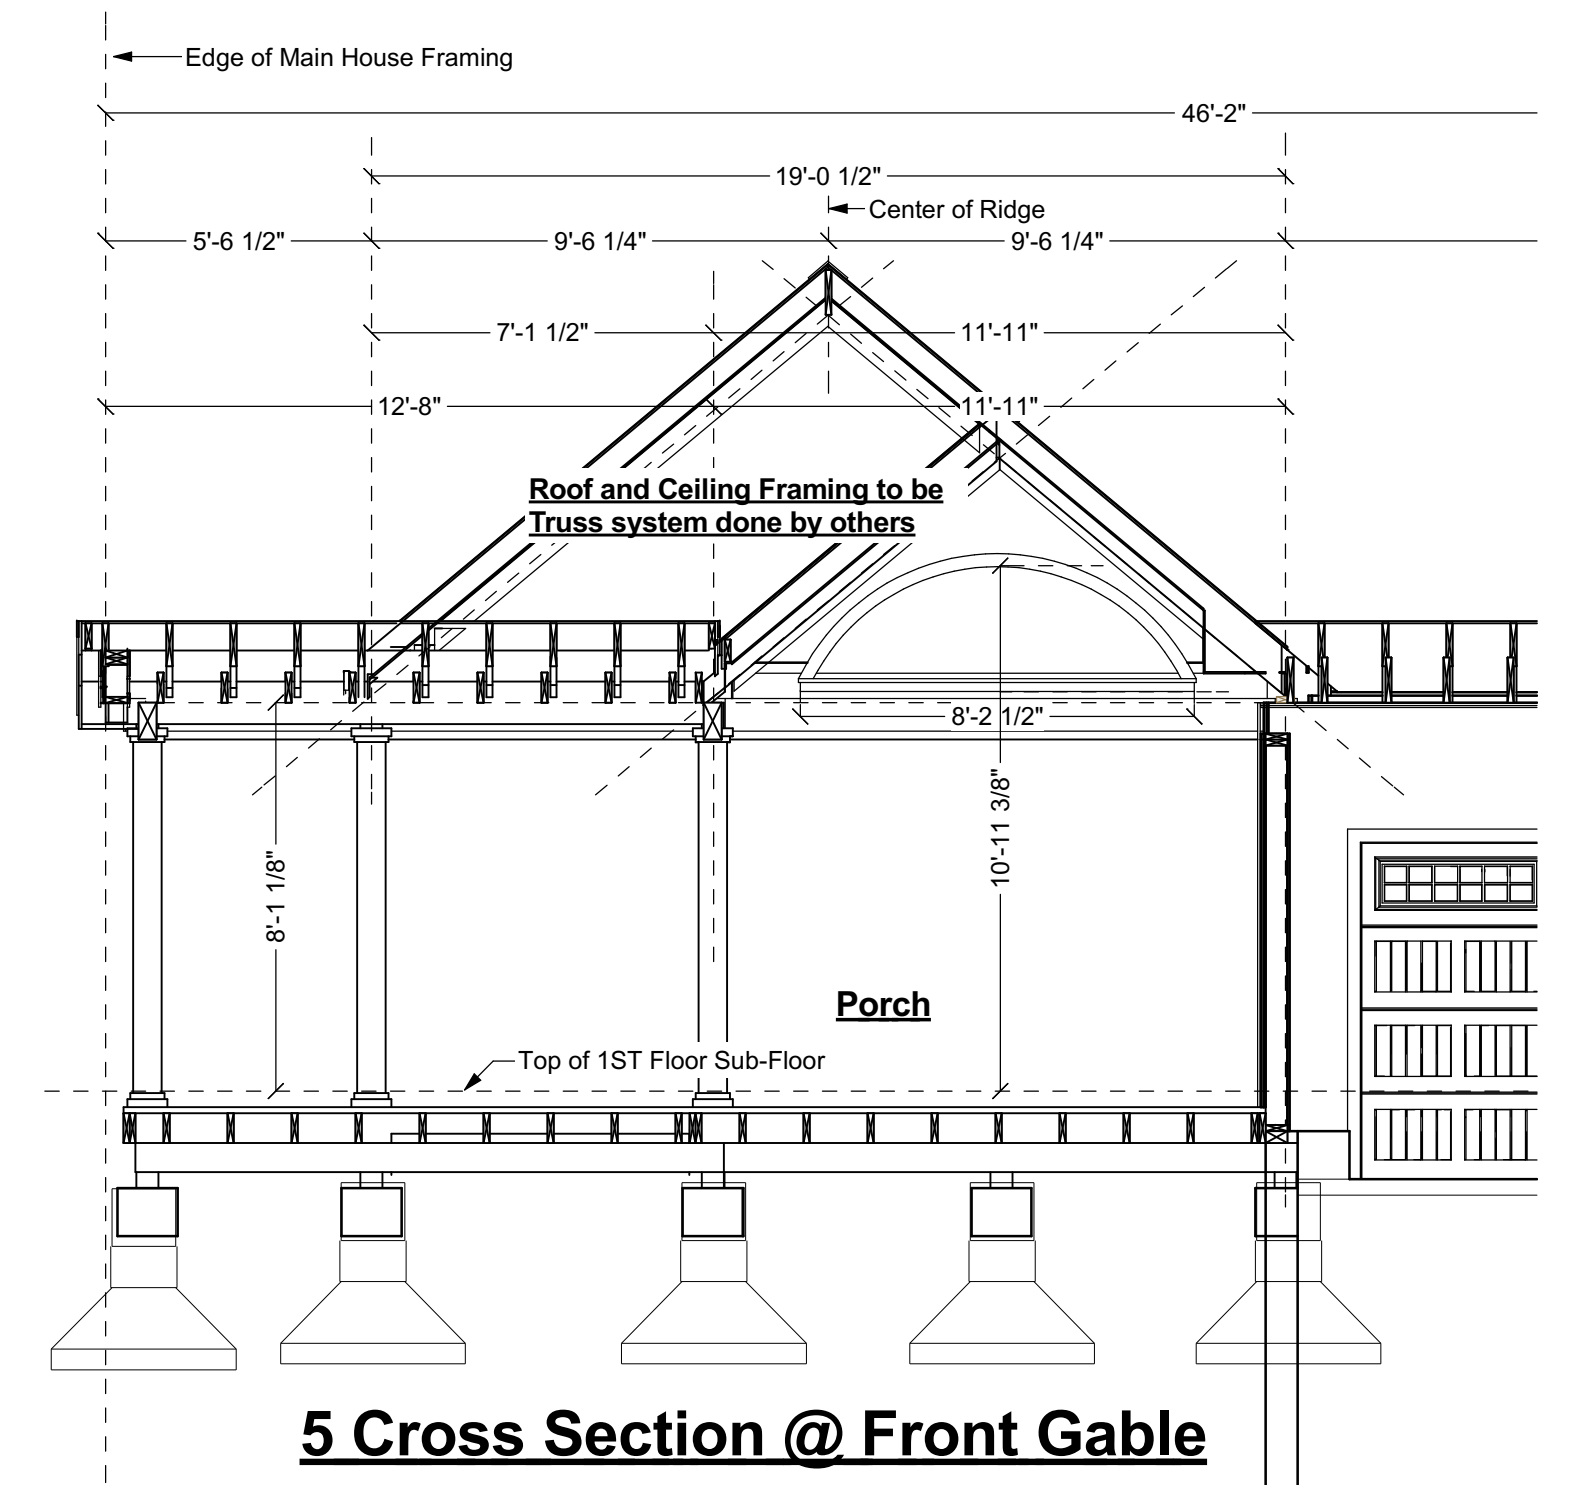 Edge of Main House Framing
46'-2"
19'-0 1/2"
Center of Ridge
5'-6 1/2"
9'-6 1/4"
9'-6 1/4"
7'-1 1/2"
11'-11"
12'-8"
11'-11"
Roof and Ceiling Framing to be
Truss system done by others
8'-2 1/2"
10'-11 3/8"
8'-1 1/8"
Porch
Top of 1ST Floor Sub-Floor
5 Cross Section @ Front Gable